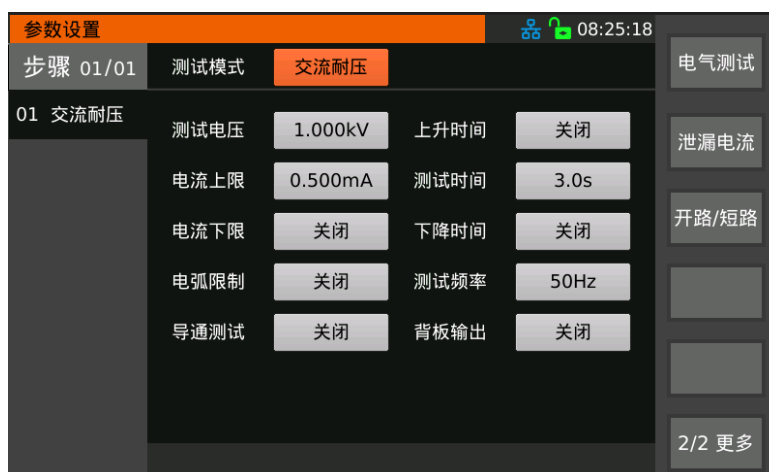 参数设置 08:25:18
步骤 01/01 测试模式 交流耐压
01 交流耐压
测试电压 1.000kV 上升时间 关闭
电流上限 0.500mA 测试时间 3.0s
电流下限 关闭 下降时间 关闭
电弧限制 关闭 测试频率 50Hz
导通测试 关闭 背板输出 关闭
电气测试
泄漏电流
开路/短路
2/2 更多